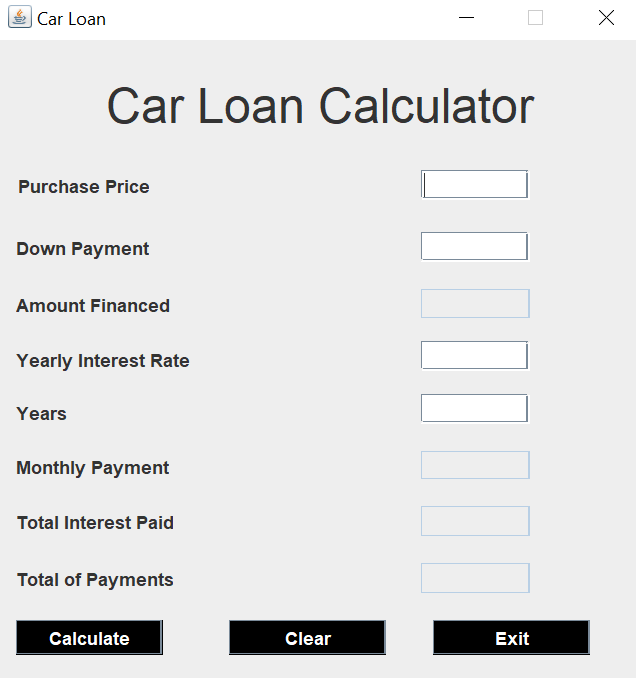 Car Loan
Car Loan Calculator
Purchase Price
Down Payment
Amount Financed
Yearly Interest Rate
Years
Monthly Payment
Total Interest Paid
Total of Payments
Calculate Clear Exit